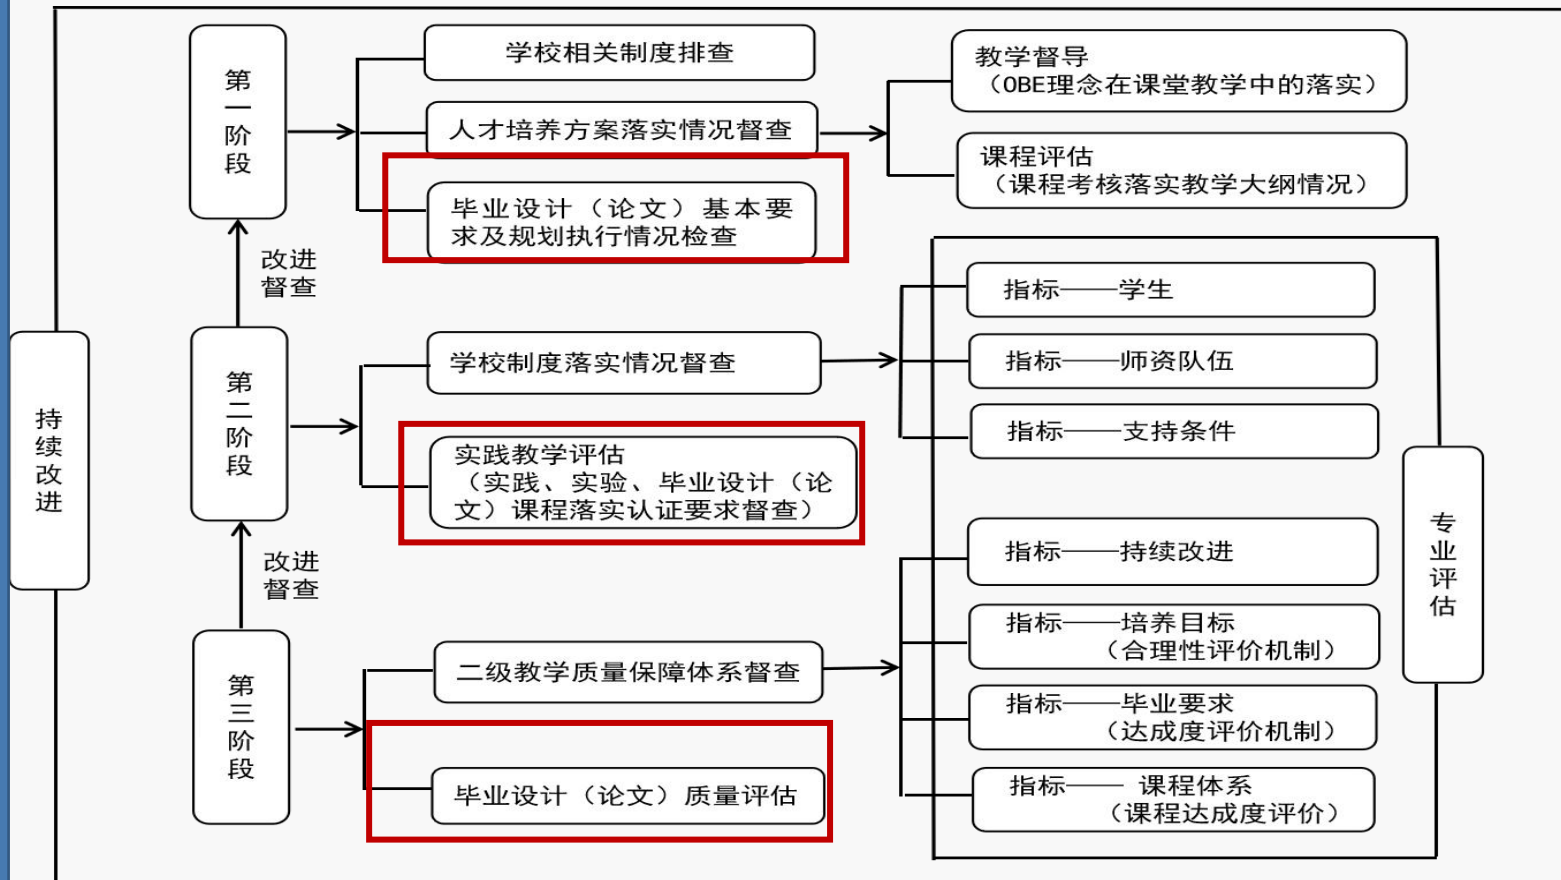 持续改进
第一阶段
学校相关制度排查
人才培养方案落实情况督查
毕业设计（论文）基本要
求及规划执行情况检查
教学督导
（OBE理念在课堂教学中的落实）
课程评估
（课程考核落实教学大纲情况）
改进
督查
第二阶段
学校制度落实情况督查
实践教学评估
（实践、实验、毕业设计（论
文）课程落实认证要求督查）
指标——学生
指标——师资队伍
指标——支持条件
改进
督查
第三阶段
二级教学质量保障体系督查
毕业设计（论文）质量评估
指标——持续改进
指标——培养目标
（合理性评价机制）
指标——毕业要求
（达成度评价机制）
指标—— 课程体系
（课程达成度评价）
专业评估